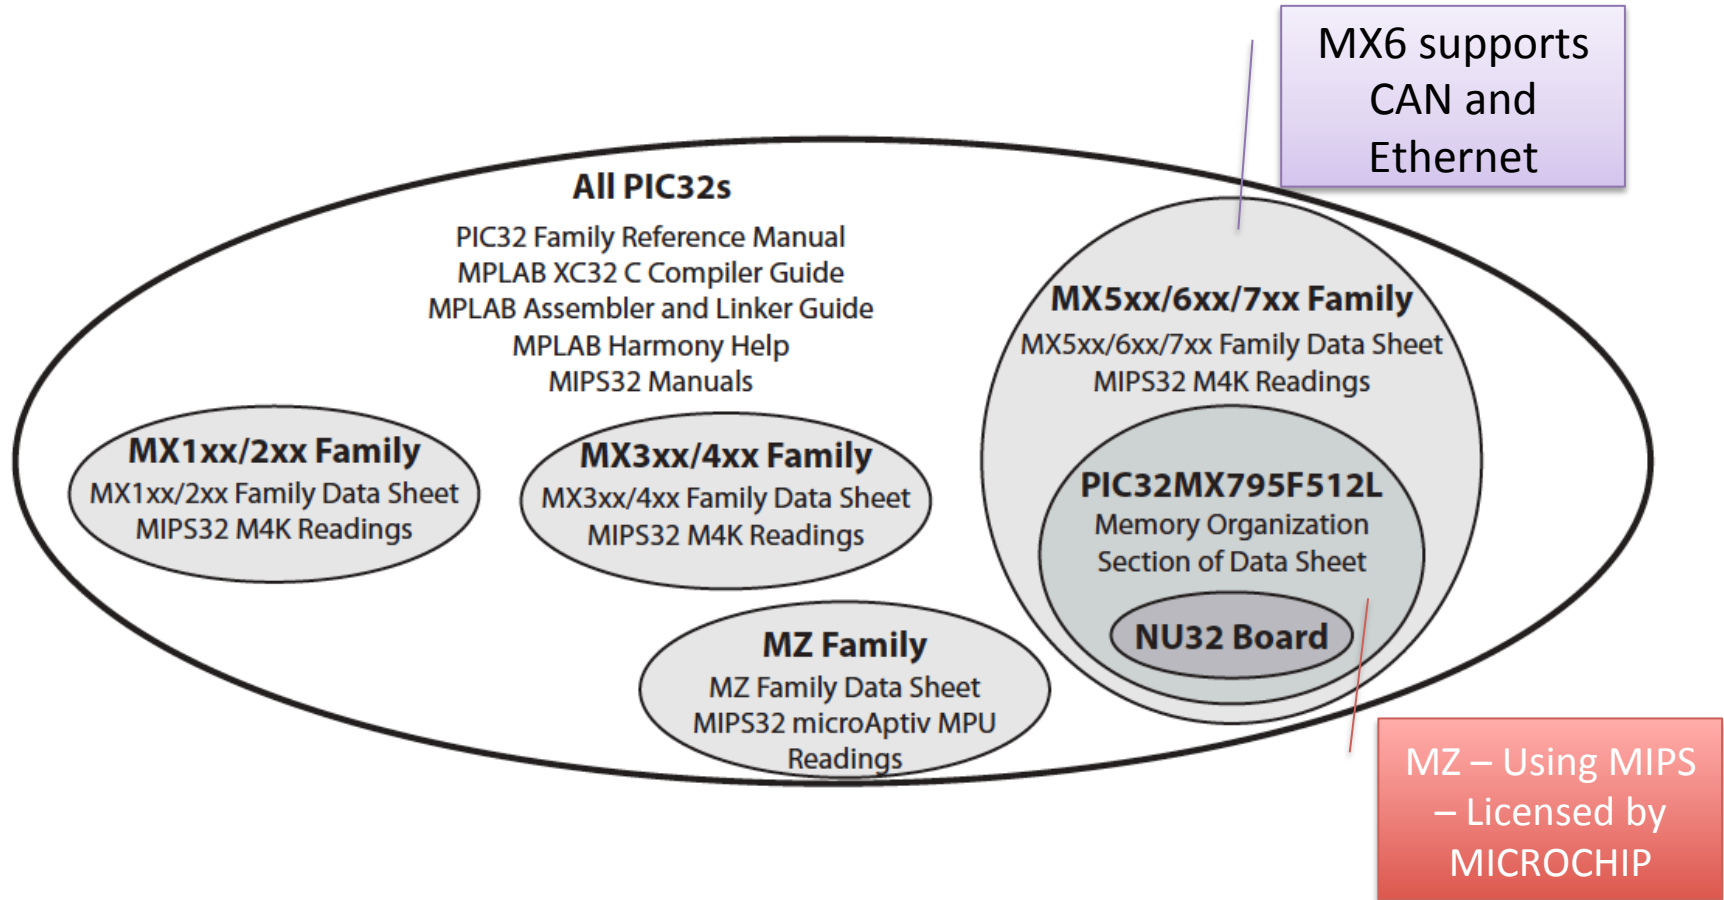 MX6 supports
CAN and
Ethernet
All PIC32s
PIC32 Family Reference Manual
MPLAB XC32 C Compiler Guide
MPLAB Assembler and Linker Guide
MPLAB Harmony Help
MIPS32 Manuals
MX5xx/6xx/7xx Family
MX5xx/6xx/7xx Family Data Sheet
MIPS32 M4K Readings
MX1xx/2xx Family
MX1xx/2xx Family Data Sheet
MIPS32 M4K Readings
MX3xx/4xx Family
MX3xx/4xx Family Data Sheet
MIPS32 M4K Readings
PIC32MX795F512L
Memory Organization
Section of Data Sheet
NU32 Board
MZ Family
MZ Family Data Sheet
MIPS32 microAptiv MPU
Readings
MZ – Using MIPS
– Licensed by
MICROCHIP